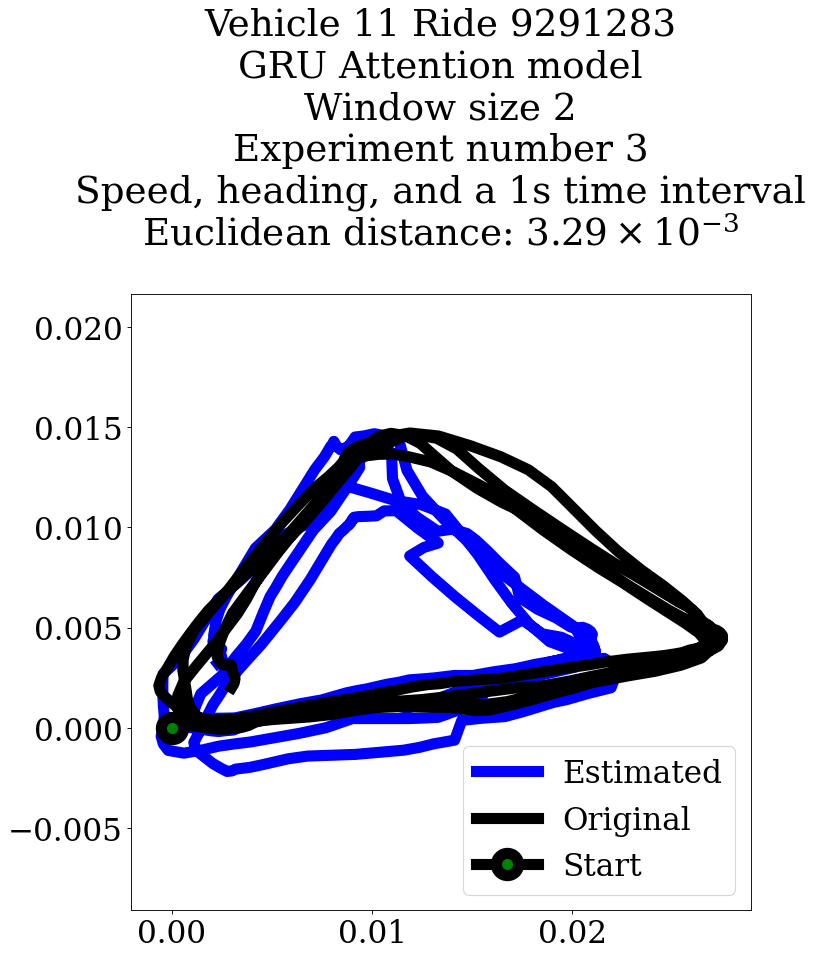 Vehicle 11 Ride 9291283
GRU Attention model
Window size 2
Experiment number 3
Speed, heading, and a 1s time interval
Euclidean distance: 3.29 × 10⁻³
0.020
0.015
0.010
0.005
0.000
−0.005
0.00 0.01 0.02
Estimated
Original
Start